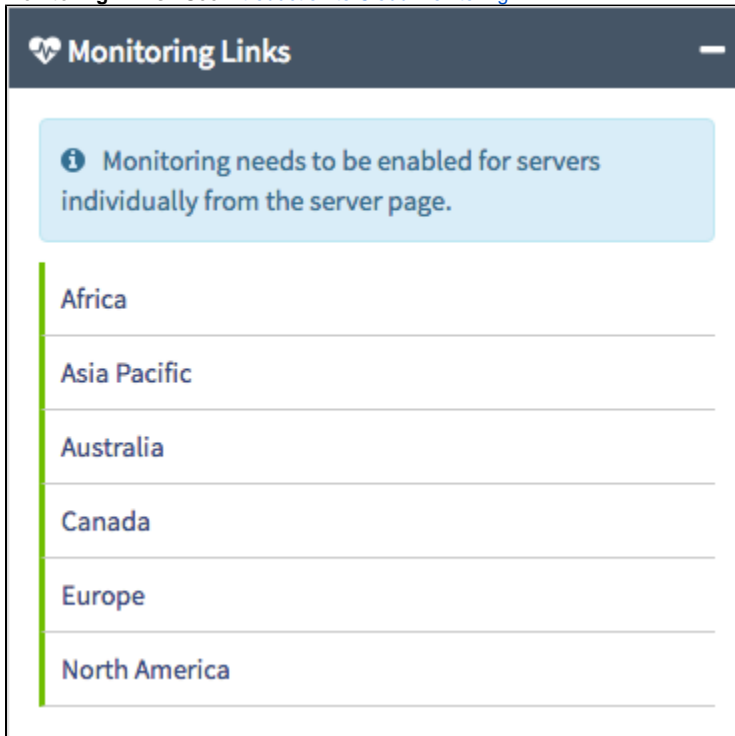 Monitoring Links
Monitoring needs to be enabled for servers
individually from the server page.
Africa
Asia Pacific
Australia
Canada
Europe
North America